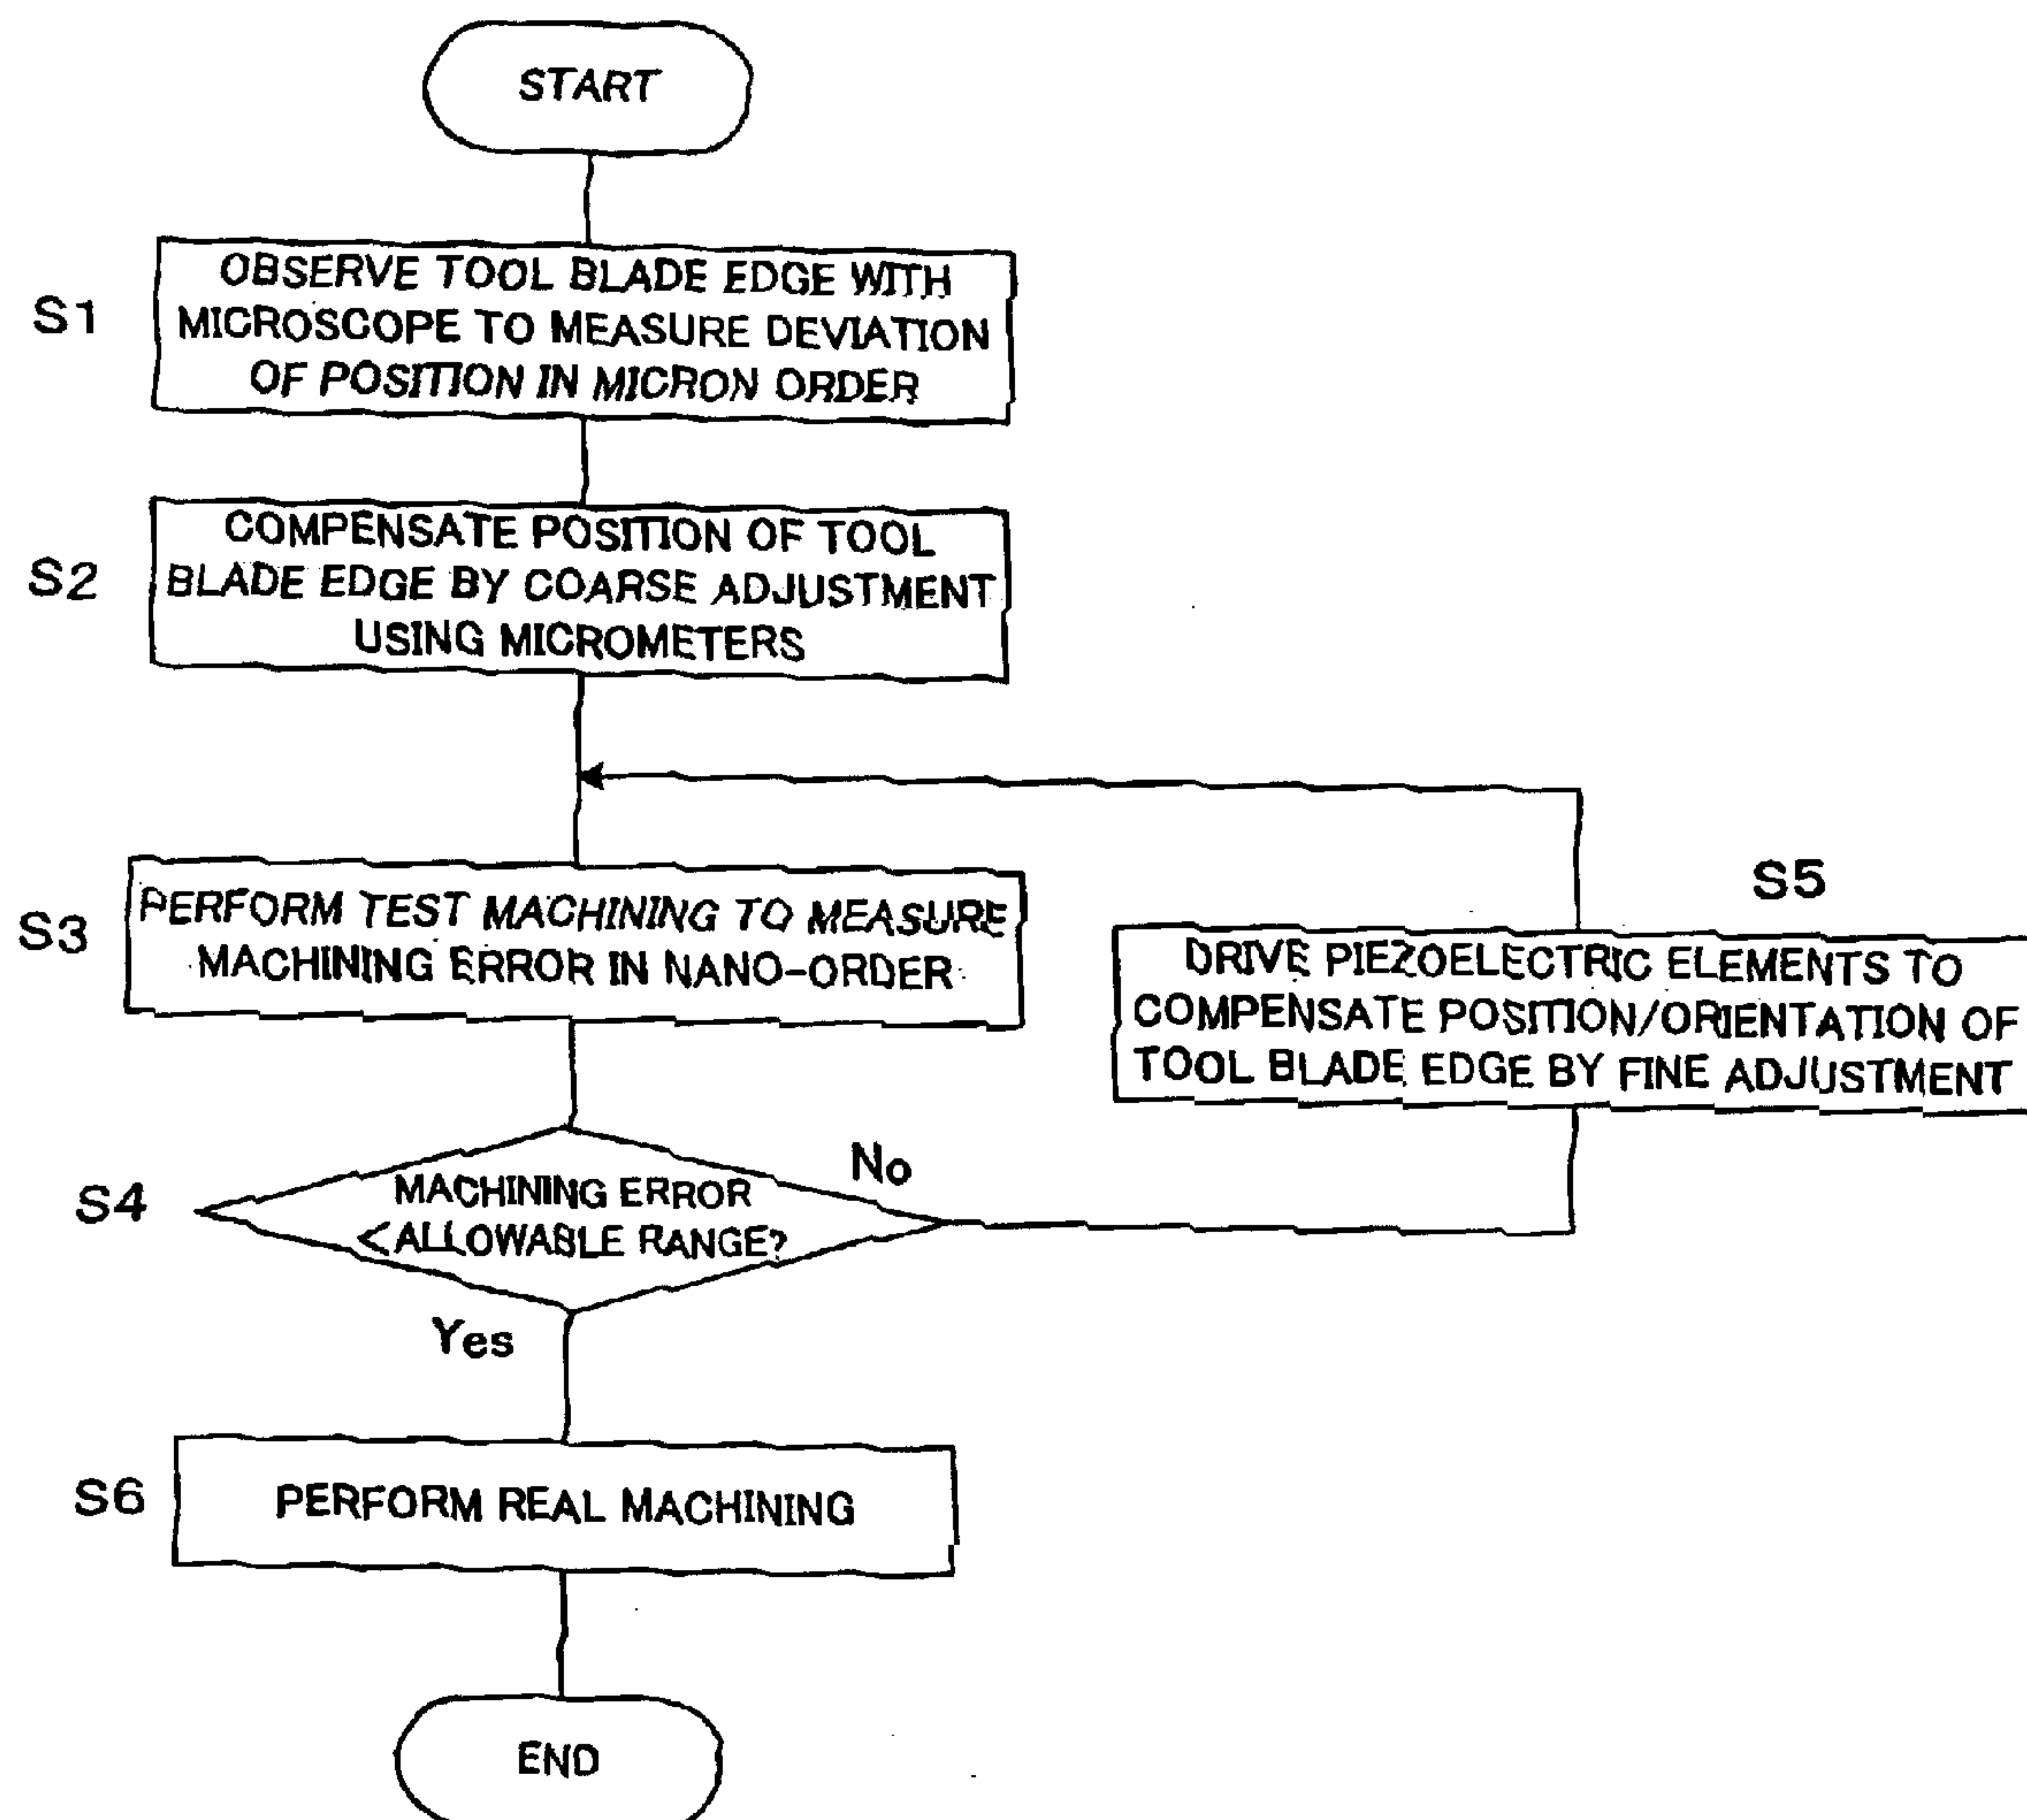 START
S1
OBSERVE TOOL BLADE EDGE WITH
MICROSCOPE TO MEASURE DEVIATION
OF POSITION IN MICRON ORDER
S2
COMPENSATE POSITION OF TOOL
BLADE EDGE BY COARSE ADJUSTMENT
USING MICROMETERS
S3
PERFORM TEST MACHINING TO MEASURE
MACHINING ERROR IN NANO-ORDER
S5
DRIVE PIEZOELECTRIC ELEMENTS TO
COMPENSATE POSITION/ORIENTATION OF
TOOL BLADE EDGE BY FINE ADJUSTMENT
S4
MACHINING ERROR
<ALLOWABLE RANGE?
No
Yes
S6
PERFORM REAL MACHINING
END